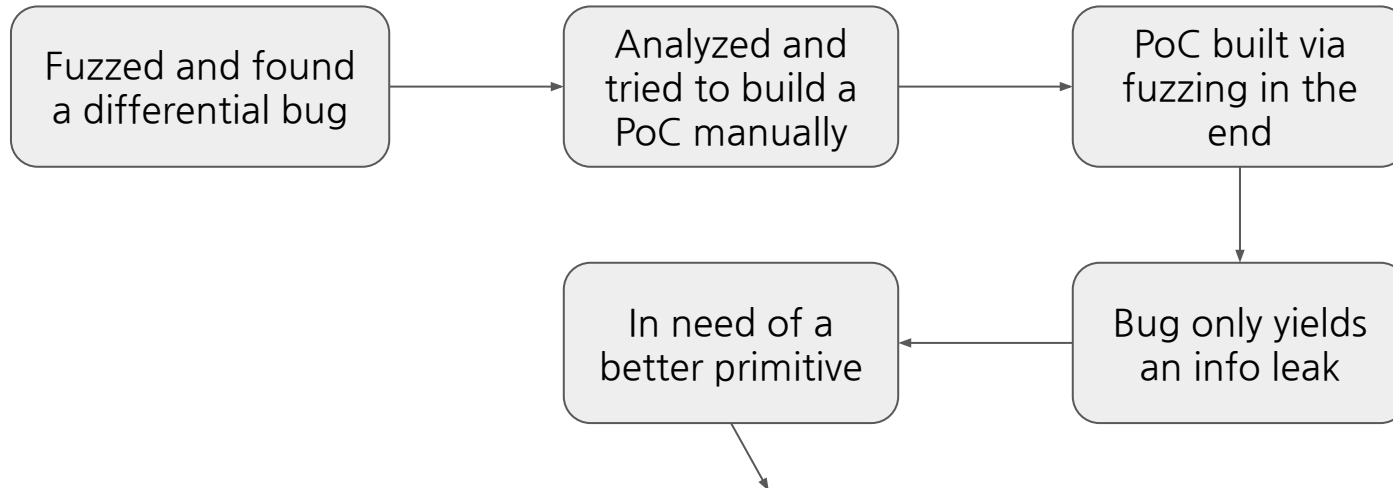 Fuzzed and found
a differential bug
Analyzed and
tried to build a
PoC manually
PoC built via
fuzzing in the
end
Bug only yields
an info leak
In need of a
better primitive